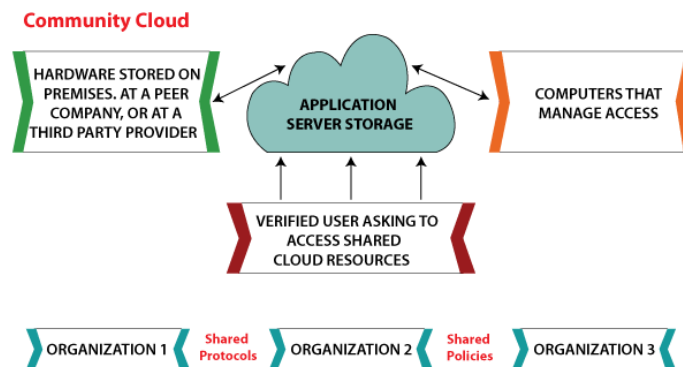 Community Cloud
HARDWARE STORED ON
PREMISES. AT A PEER
COMPANY, OR AT A
THIRD PARTY PROVIDER
APPLICATION
SERVER STORAGE
COMPUTERS THAT
MANAGE ACCESS
VERIFIED USER ASKING TO
ACCESS SHARED
CLOUD RESOURCES
ORGANIZATION 1
Shared
Protocols
ORGANIZATION 2
Shared
Policies
ORGANIZATION 3